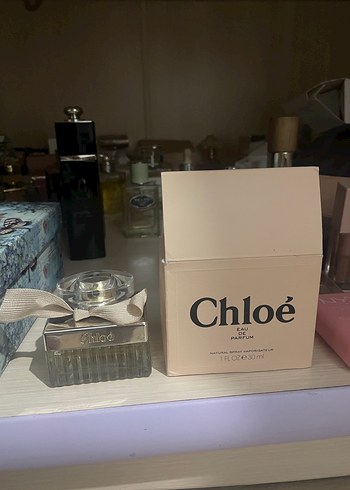 Chloé
EAU
DE
PARFUM
NATURAL SPRAY-VAPORISATEUR
1 FL OZ ℮ 30 ml
Chloé